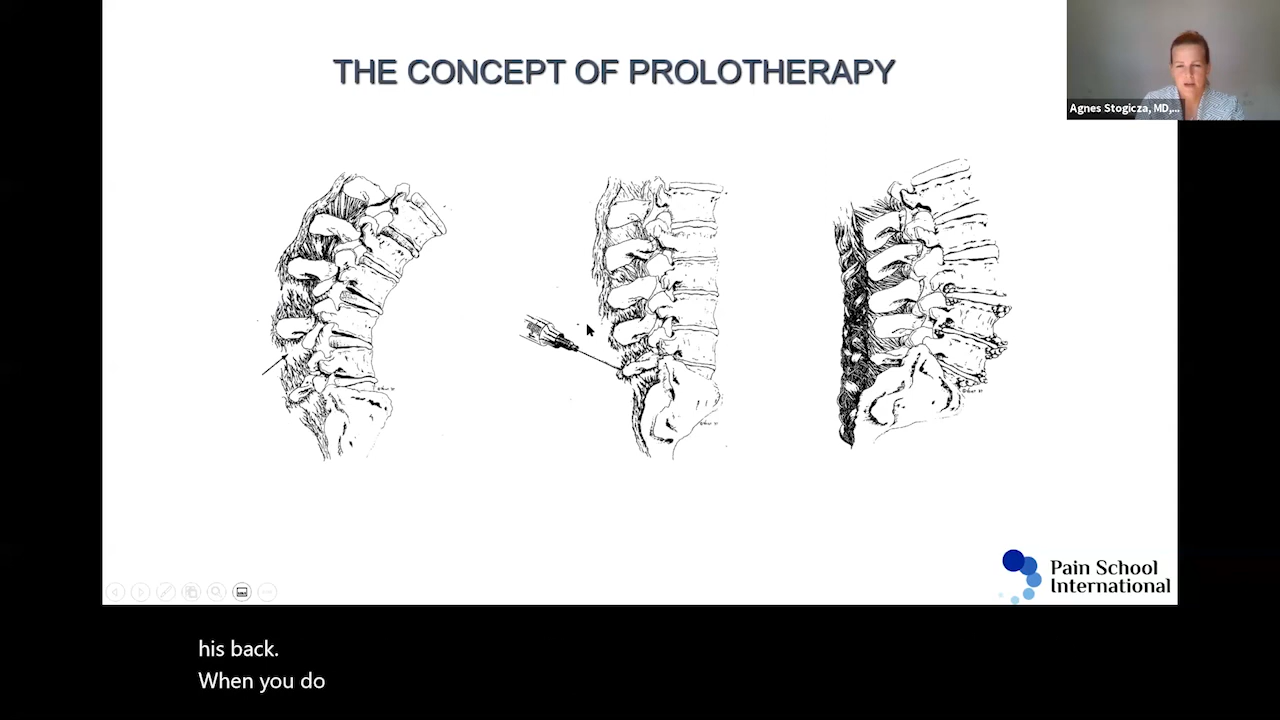 THE CONCEPT OF PROLOTHERAPY
Agnes Stogicza, MD,...
Pain School
International
his back.
When you do